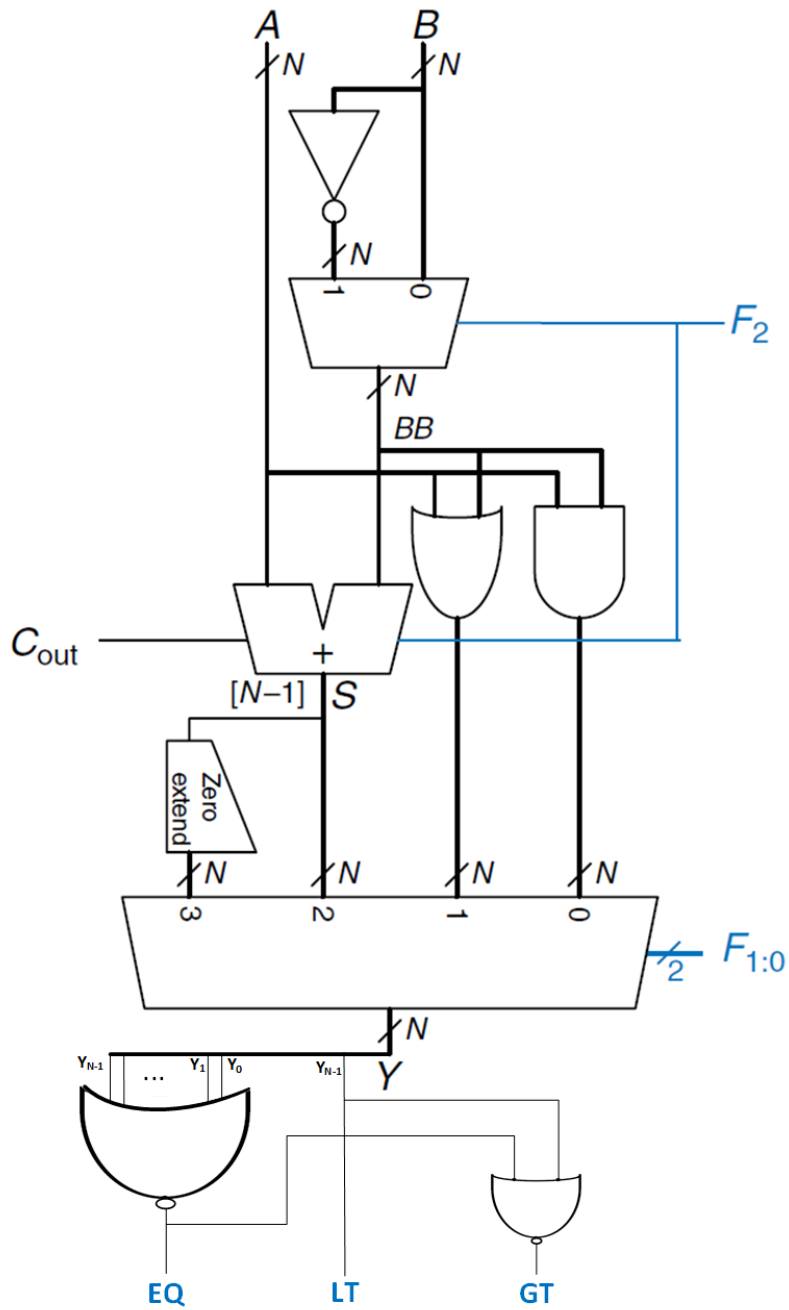 A B
N N
N
1 0
F2
N
BB
Cout
+
[N–1] S
Zero
extend
N N N N
3 2 1 0
2 F1:0
N
YN-1 ... Y1 Y0 YN-1 Y
EQ LT GT